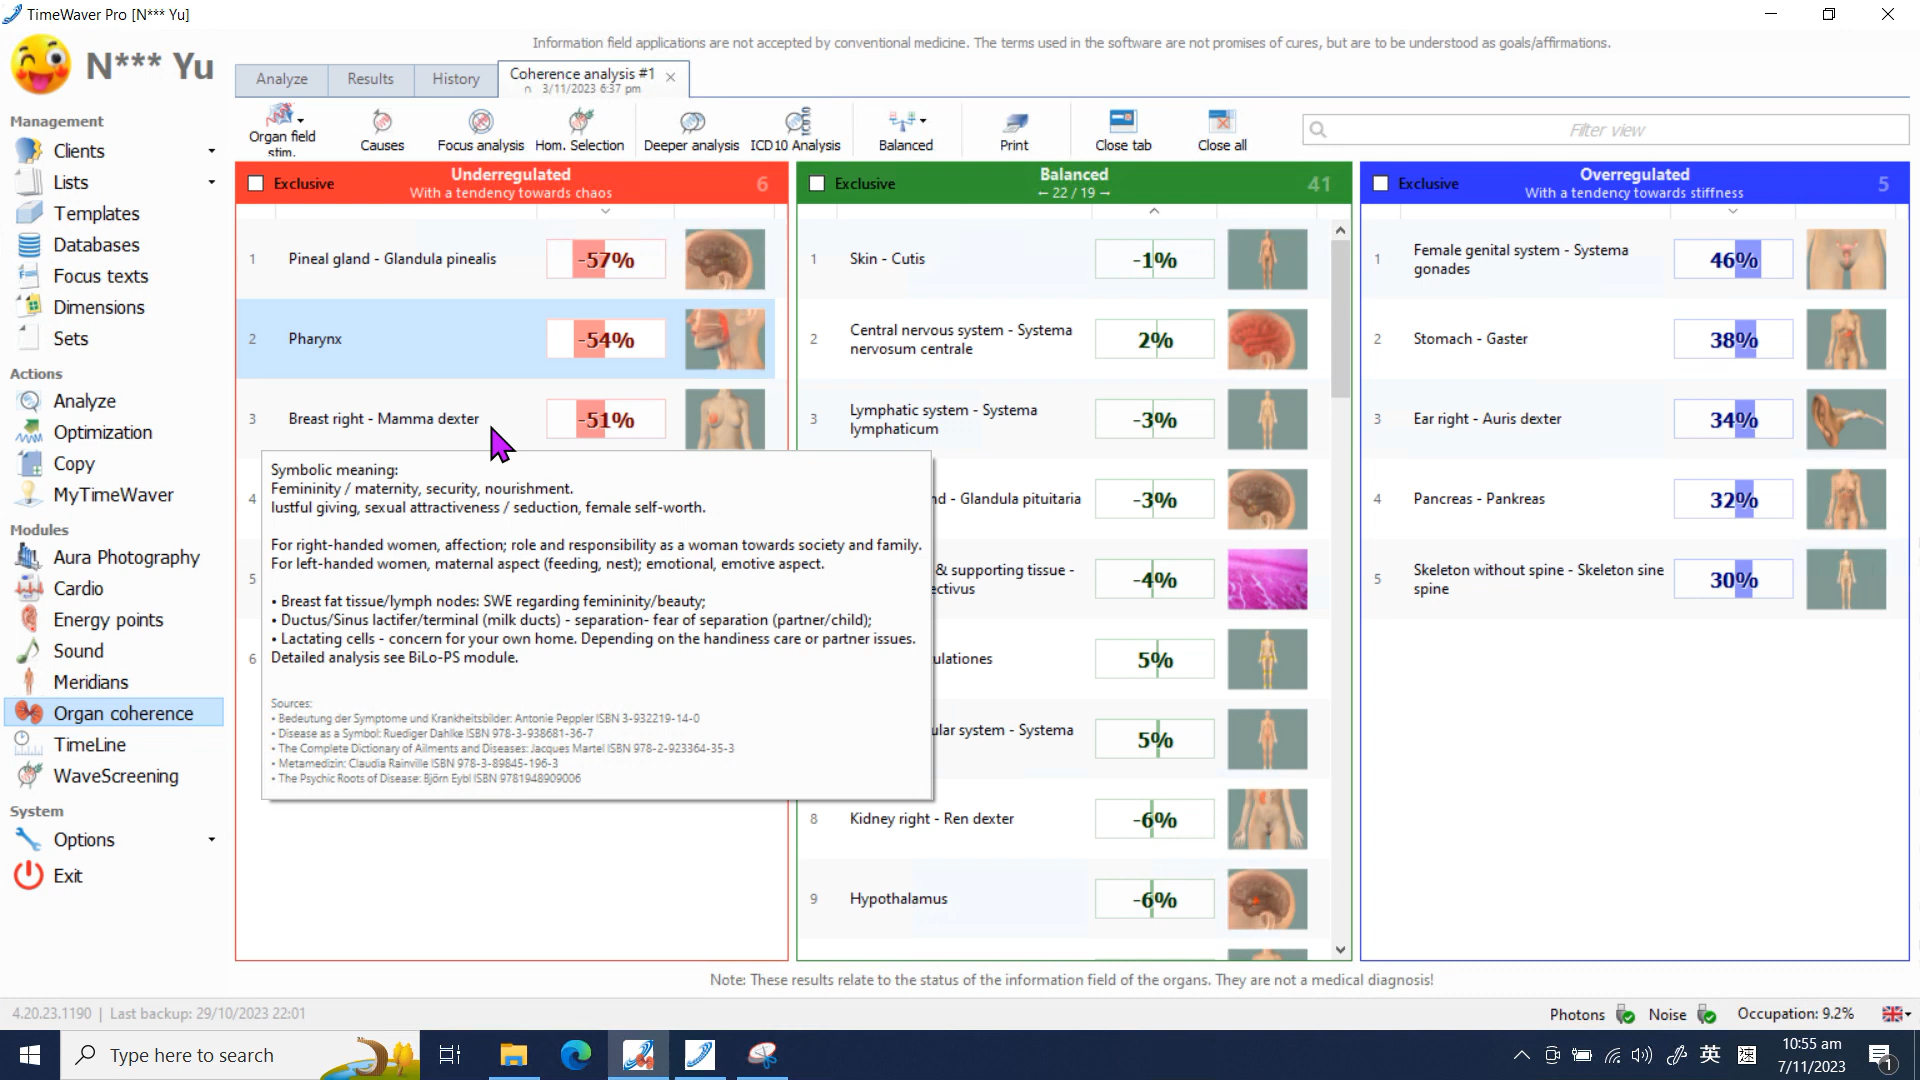 TimeWaver Pro [N*** Yu]
N*** Yu
Information field applications are not accepted by conventional medicine. The terms used in the software are not promises of cures, but are to be understood as goals/affirmations.
Analyze
Results
History
Coherence analysis #1
3/11/2023 6:37 pm
Organ field
stim.
Causes
Focus analysis
Hom. Selection
Deeper analysis
ICD10 Analysis
Balanced
Print
Close tab
Close all
Filter view
Management
Clients
Lists
Templates
Databases
Focus texts
Dimensions
Sets
Actions
Analyze
Optimization
Copy
MyTimeWaver
Modules
Aura Photography
Cardio
Energy points
Sound
Meridians
Organ coherence
TimeLine
WaveScreening
System
Options
Exit
Exclusive
Underregulated
With a tendency towards chaos
6
1 Pineal gland - Glandula pinealis -57%
2 Pharynx -54%
3 Breast right - Mamma dexter -51%
4
5
6
Symbolic meaning:
Femininity / maternity, security, nourishment.
lustful giving, sexual attractiveness / seduction, female self-worth.
For right-handed women, affection; role and responsibility as a woman towards society and family.
For left-handed women, maternal aspect (feeding, nest); emotional, emotive aspect.
• Breast fat tissue/lymph nodes: SWE regarding femininity/beauty;
• Ductus/Sinus lactifer/terminal (milk ducts) - separation- fear of separation (partner/child);
• Lactating cells - concern for your own home. Depending on the handiness care or partner issues.
Detailed analysis see BiLo-PS module.
Sources:
• Bedeutung der Symptome und Krankheitsbilder: Antonie Peppler ISBN 3-932219-14-0
• Disease as a Symbol: Ruediger Dahlke ISBN 978-3-938681-36-7
• The Complete Dictionary of Ailments and Diseases: Jacques Martel ISBN 978-2-923364-35-3
• Metamedizin: Claudia Rainville ISBN 978-3-89845-196-3
• The Psychic Roots of Disease: Björn Eybl ISBN 9781948909006
Exclusive
Balanced
← 22 / 19 →
41
1 Skin - Cutis -1%
2 Central nervous system - Systema
nervosum centrale 2%
3 Lymphatic system - Systema
lymphaticum -3%
nd - Glandula pituitaria -3%
& supporting tissue -
ectivus -4%
ulationes 5%
ular system - Systema 5%
8 Kidney right - Ren dexter -6%
9 Hypothalamus -6%
Exclusive
Overregulated
With a tendency towards stiffness
5
1 Female genital system - Systema
gonades 46%
2 Stomach - Gaster 38%
3 Ear right - Auris dexter 34%
4 Pancreas - Pankreas 32%
5 Skeleton without spine - Skeleton sine
spine 30%
Note: These results relate to the status of the information field of the organs. They are not a medical diagnosis!
4.20.23.1190 | Last backup: 29/10/2023 22:01
Photons
Noise
Occupation: 9.2%
Type here to search
英
10:55 am
7/11/2023
1